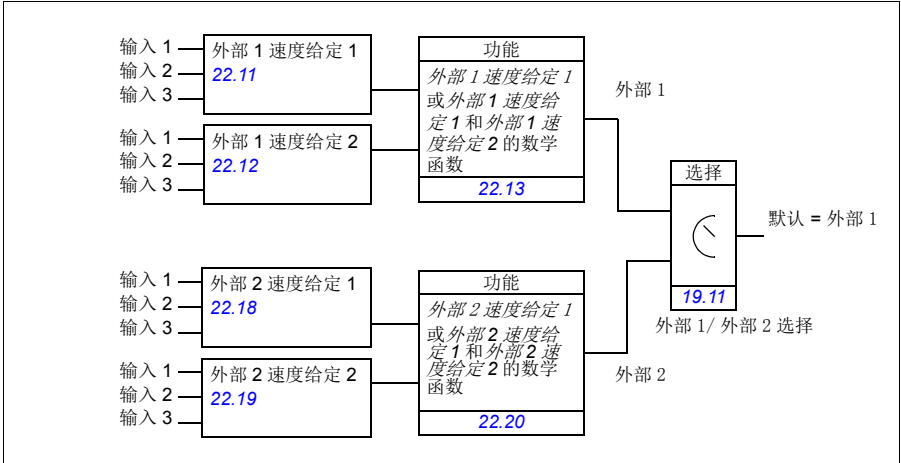 输入 1
输入 2
输入 3
外部 1 速度给定 1
22.11
输入 1
输入 2
输入 3
外部 1 速度给定 2
22.12
功能
外部 1 速度给定 1
或外部 1 速度给
定 1 和外部 1 速
度给定 2 的数学
函数
22.13
外部 1
选择
19.11
外部 1/ 外部 2 选择
默认 = 外部 1
输入 1
输入 2
输入 3
外部 2 速度给定 1
22.18
输入 1
输入 2
输入 3
外部 2 速度给定 2
22.19
功能
外部 2 速度给定 1
或外部 2 速度给
定 1 和外部 2 速
度给定 2 的数学
函数
22.20
外部 2